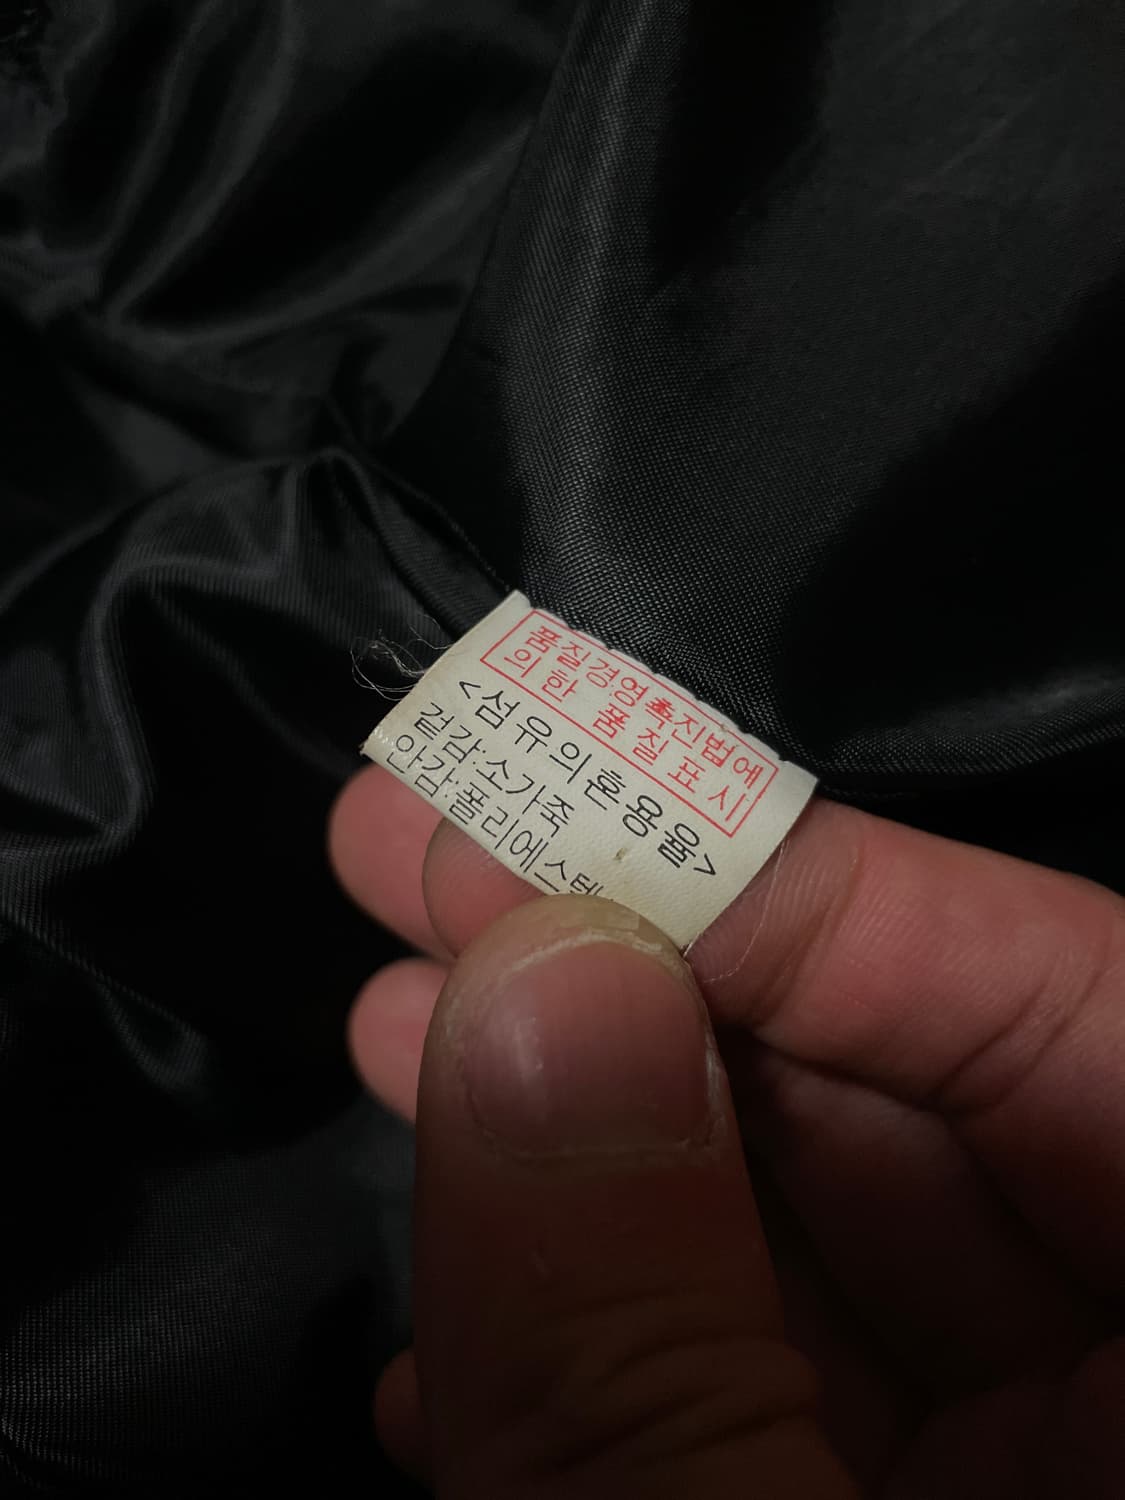 품질경영촉진법에
의한 품질표시
<섬유의혼용율>
겉감:소가죽
안감:폴리에스테